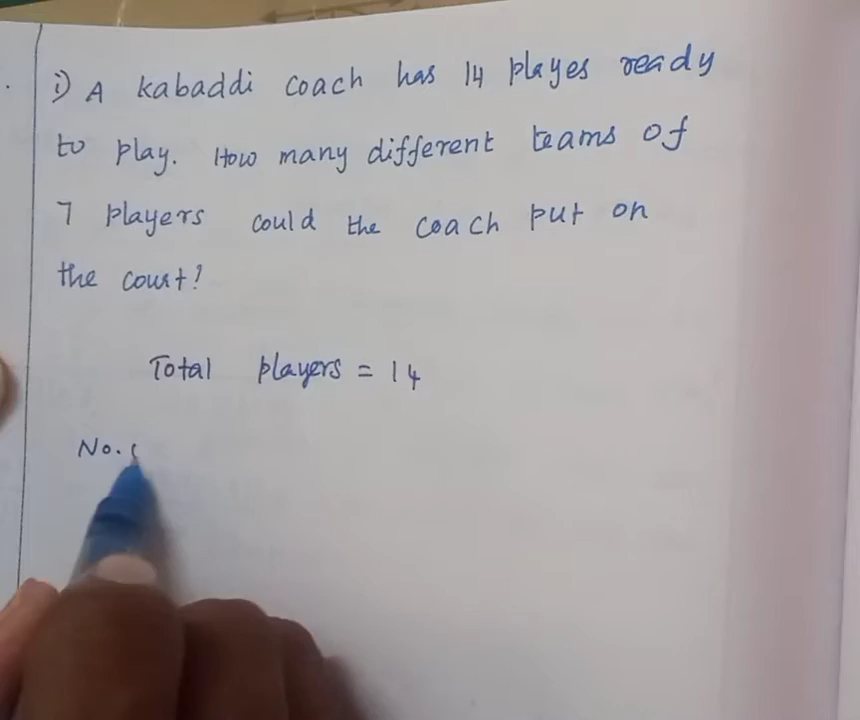 i) A kabaddi coach has 14 playes ready
to play. How many different teams of
7 players could the coach put on
the court?
Total players = 14
No.